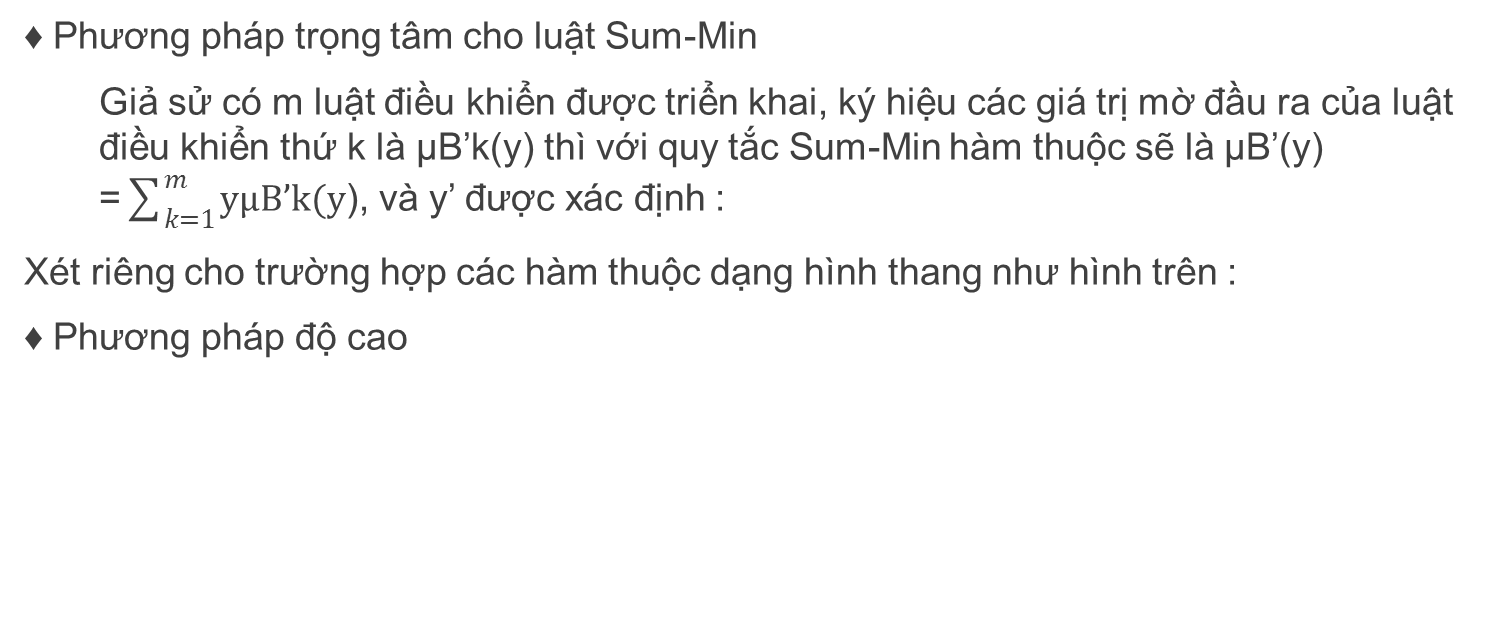 ♦ Phương pháp trọng tâm cho luật Sum-Min
Giả sử có m luật điều khiển được triển khai, ký hiệu các giá trị mờ đầu ra của luật
điều khiển thứ k là µB’k(y) thì với quy tắc Sum-Min hàm thuộc sẽ là µB’(y)
= ∑_{k=1}^{m} yµB’k(y), và y’ được xác định :
Xét riêng cho trường hợp các hàm thuộc dạng hình thang như hình trên :
♦ Phương pháp độ cao